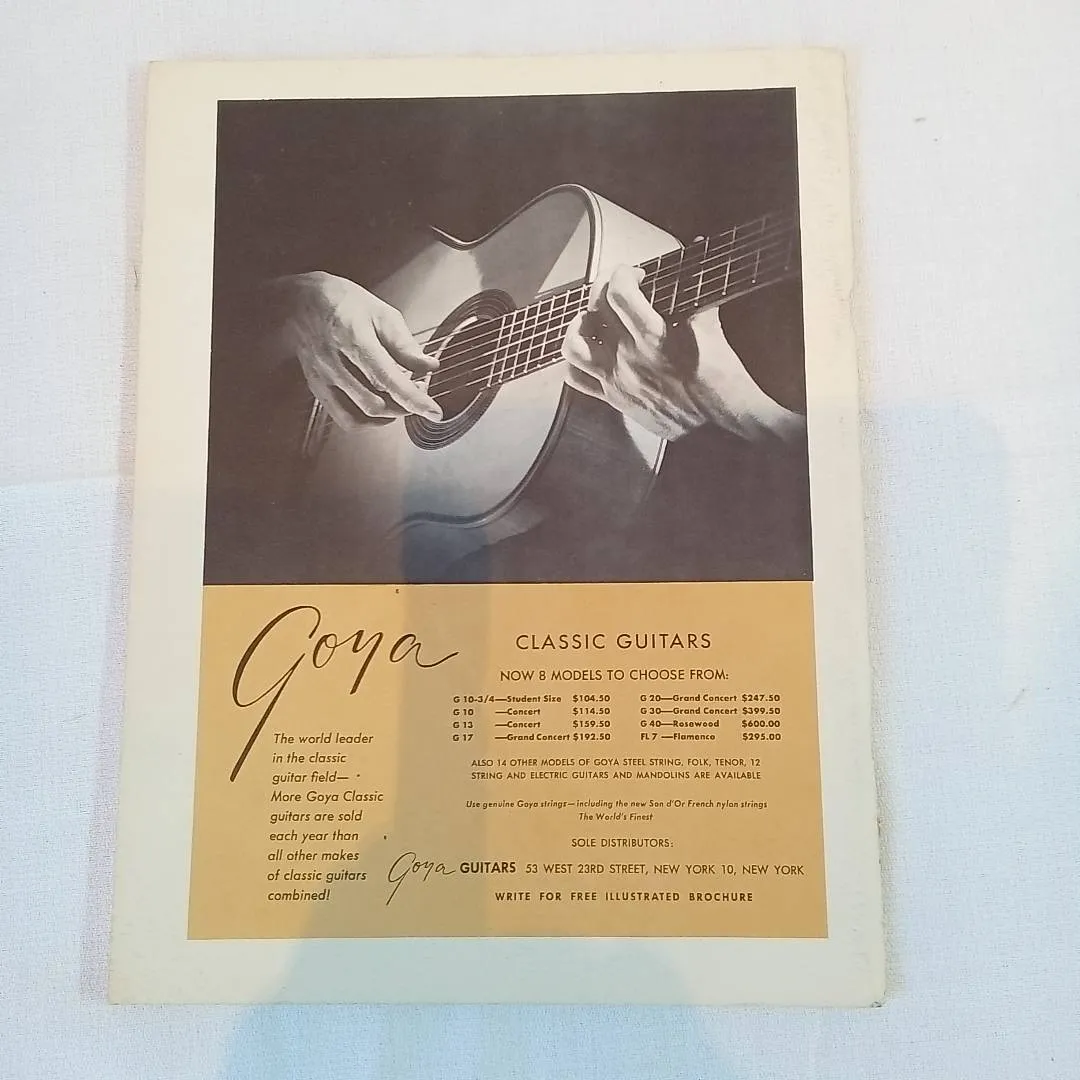 Goya
CLASSIC GUITARS
NOW 8 MODELS TO CHOOSE FROM:
G 10-3/4—Student Size $104.50
G 10 —Concert $114.50
G 13 —Concert $159.50
G 17 —Grand Concert $192.50
G 20—Grand Concert $247.50
G 30—Grand Concert $399.50
G 40—Rosewood $600.00
FL 7 —Flamenco $295.00
The world leader
in the classic
guitar field—
More Goya Classic
guitars are sold
each year than
all other makes
of classic guitars
combined!
ALSO 14 OTHER MODELS OF GOYA STEEL STRING, FOLK, TENOR, 12
STRING AND ELECTRIC GUITARS AND MANDOLINS ARE AVAILABLE
Use genuine Goya strings—including the new Son d'Or French nylon strings
The World's Finest
SOLE DISTRIBUTORS:
Goya GUITARS 53 WEST 23RD STREET, NEW YORK 10, NEW YORK
WRITE FOR FREE ILLUSTRATED BROCHURE